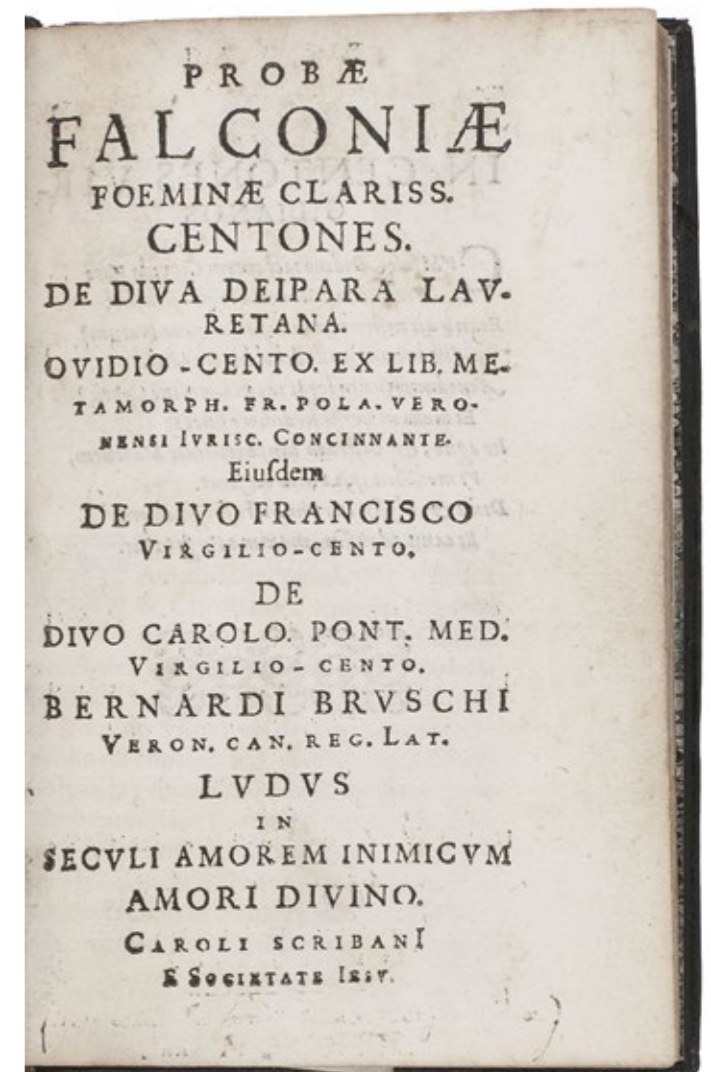 PROBÆ
FALCONIÆ
FOEMINÆ CLARISS.
CENTONES.
DE DIVA DEIPARA LAV-
RETANA.
OVIDIO-CENTO. EX LIB. ME-
TAMORPH. FR. POLA. VERO-
NENSI IVRISC. CONCINNANTE.
Eiuſdem
DE DIVO FRANCISCO
VIRGILIO-CENTO.
DE
DIVO CAROLO. PONT. MED.
VIRGILIO-CENTO.
BERNARDI BRVSCHI
VERON. CAN. REG. LAT.
LVDVS
IN
SECVLI AMOREM INIMICVM
AMORI DIVINO.
CAROLI SCRIBANI
E SOCIETATE IESV.